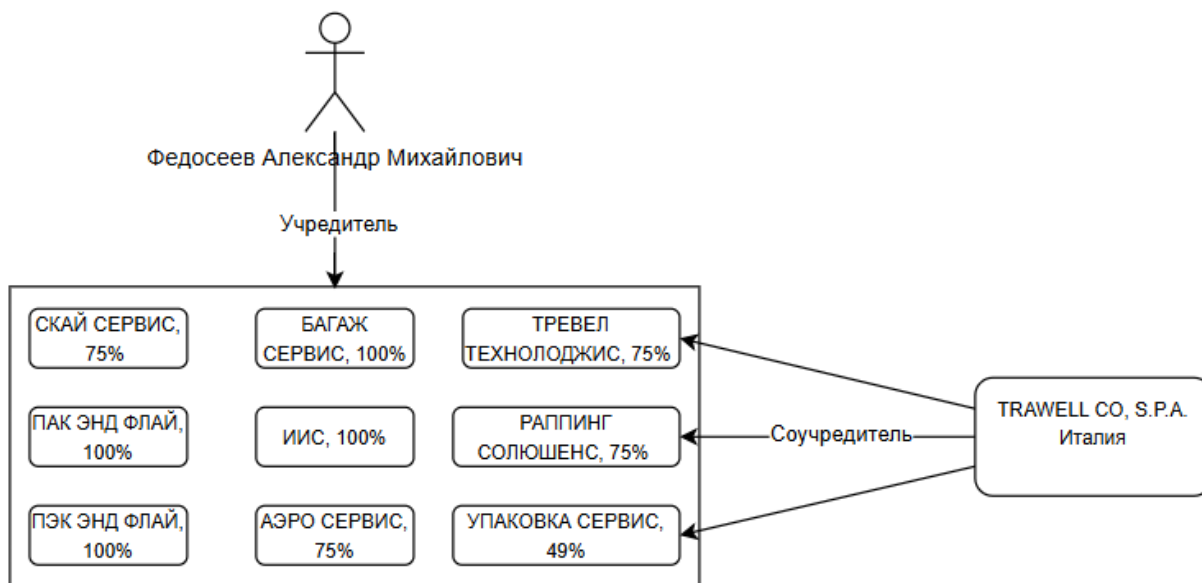 Федосеев Александр Михайлович
Учредитель
СКАЙ СЕРВИС,
75%
БАГАЖ
СЕРВИС, 100%
ТРЕВЕЛ
ТЕХНОЛОДЖИС, 75%
ПАК ЭНД ФЛАЙ,
100%
ИИС, 100%
РАППИНГ
СОЛЮШЕНС, 75%
Соучредитель
TRAWELL CO, S.P.A.
Италия
ПЭК ЭНД ФЛАЙ,
100%
АЭРО СЕРВИС,
75%
УПАКОВКА СЕРВИС,
49%